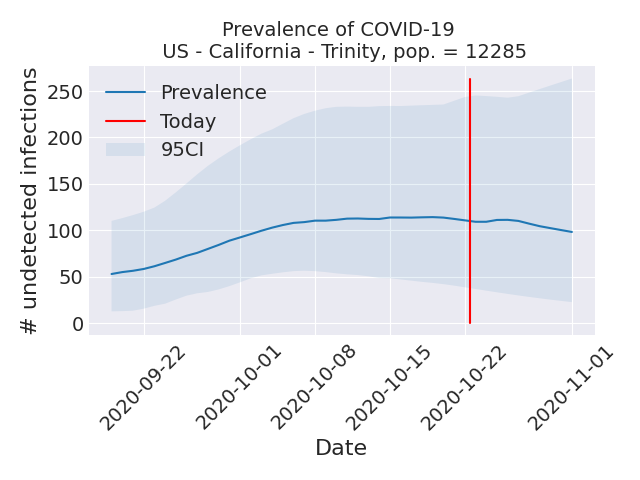 Prevalence of COVID-19
US - California - Trinity, pop. = 12285
# undetected infections
250
200
150
100
50
0
Prevalence
Today
95CI
2020-09-22
2020-10-01
2020-10-08
2020-10-15
2020-10-22
2020-11-01
Date